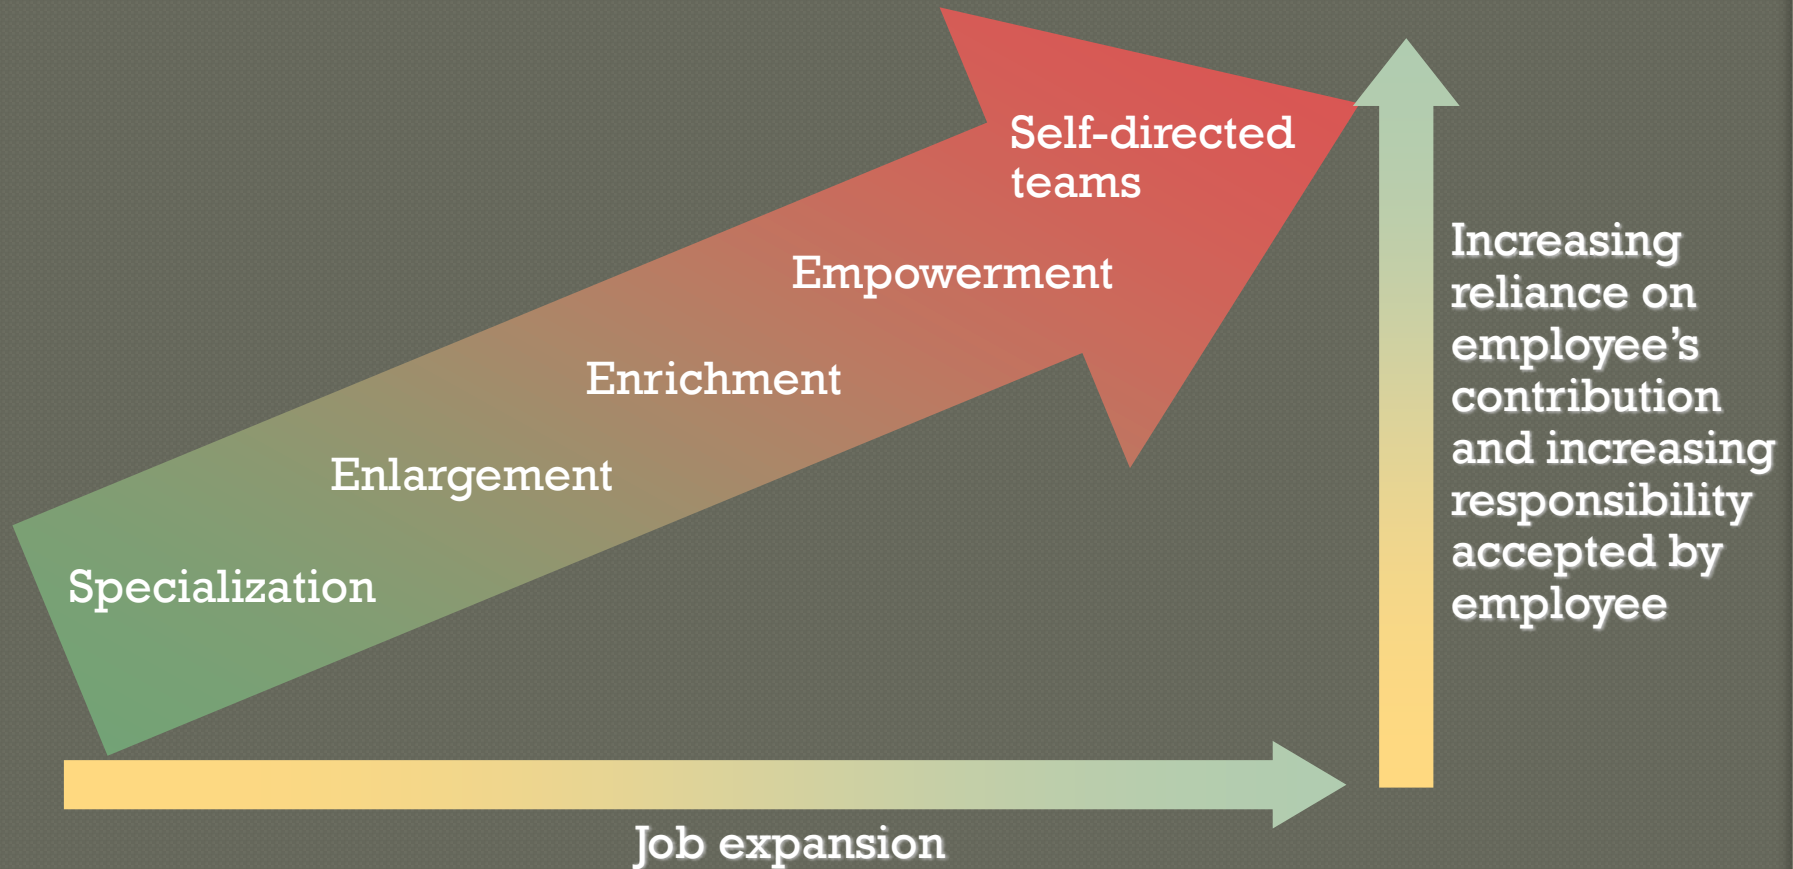 Self-directed
teams
Empowerment
Enrichment
Enlargement
Specialization
Increasing
reliance on
employee’s
contribution
and increasing
responsibility
accepted by
employee
Job expansion